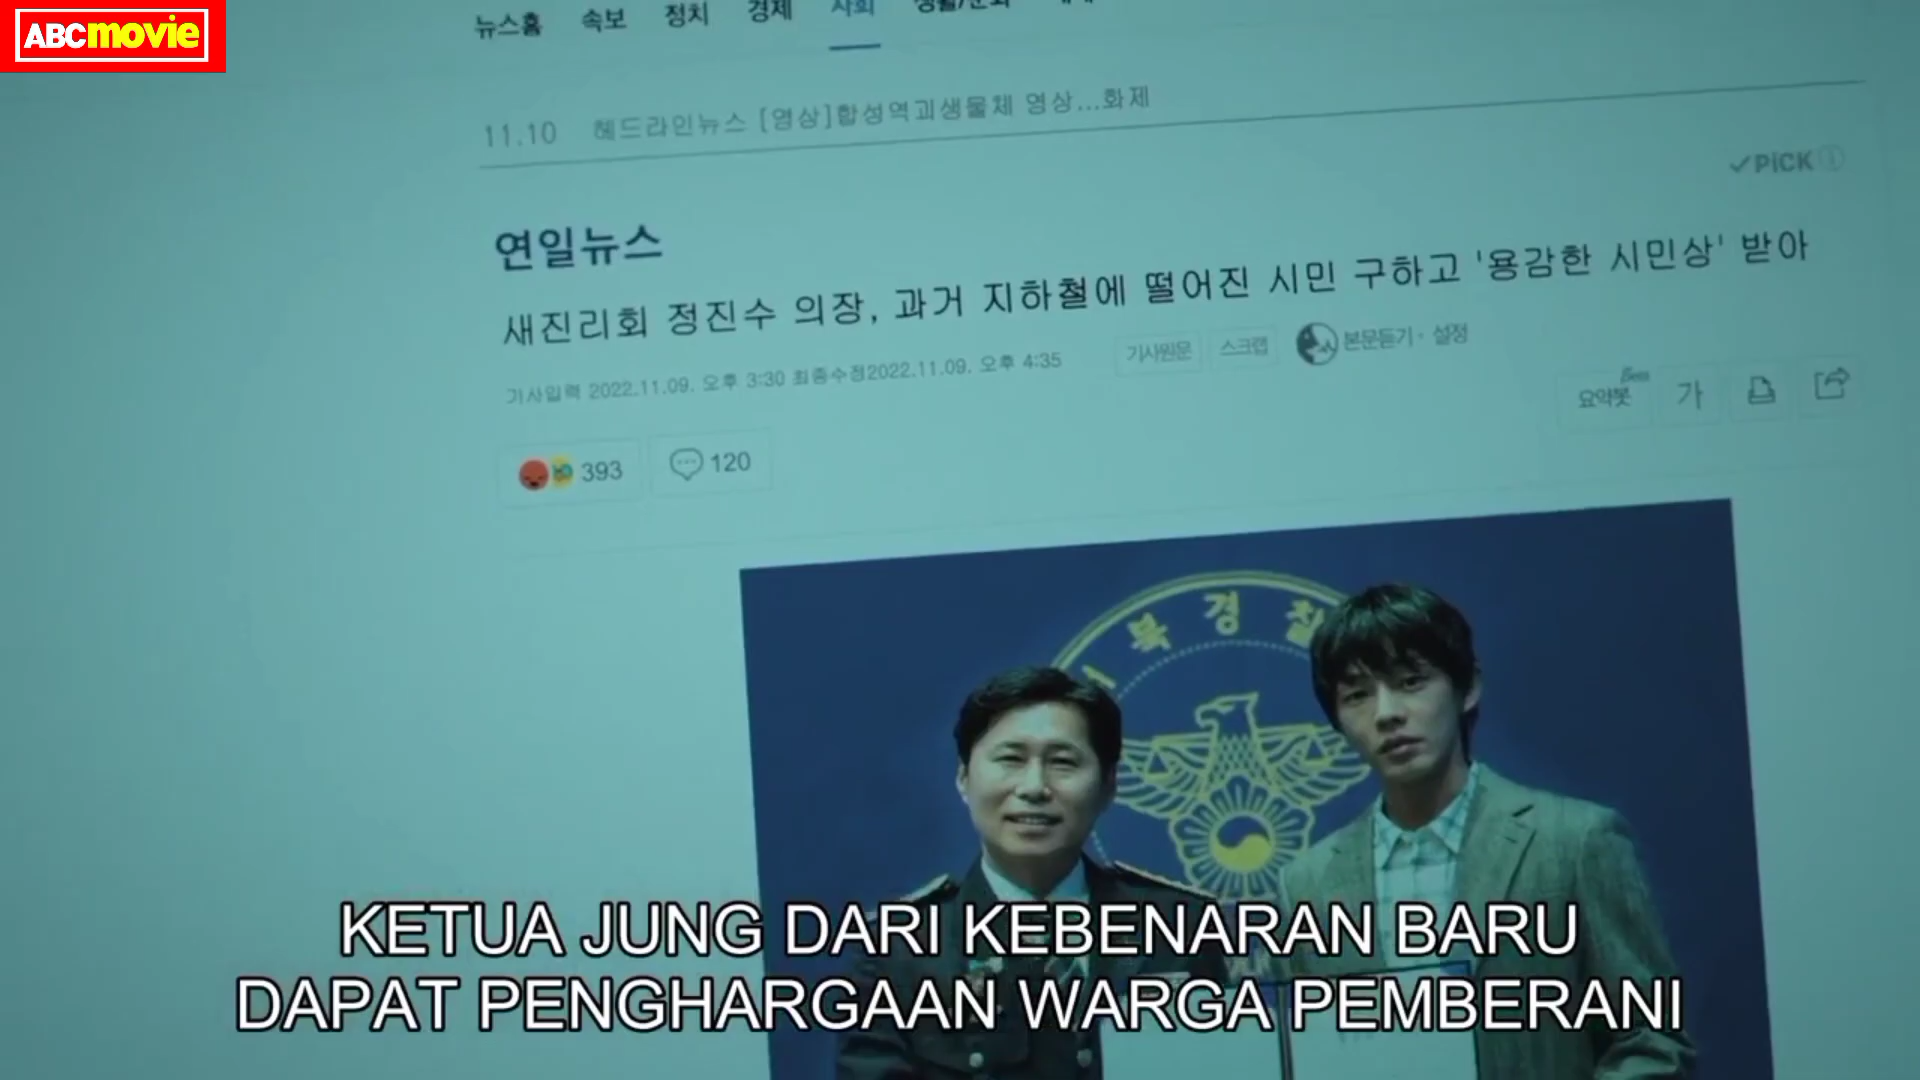 ABCmovie
뉴스홈 속보 정치 경제 사회
11.10 헤드라인뉴스 [영상]합성역괴생물체 영상...화제
✓PiCK
연일뉴스
새진리회 정진수 의장, 과거 지하철에 떨어진 시민 구하고 '용감한 시민상' 받아
기사입력 2022.11.09. 오후 3:30 최종수정2022.11.09. 오후 4:35 기사원문 스크랩 본문듣기· 설정
요약봇 가
393 120
북경찰
KETUA JUNG DARI KEBENARAN BARU
DAPAT PENGHARGAAN WARGA PEMBERANI